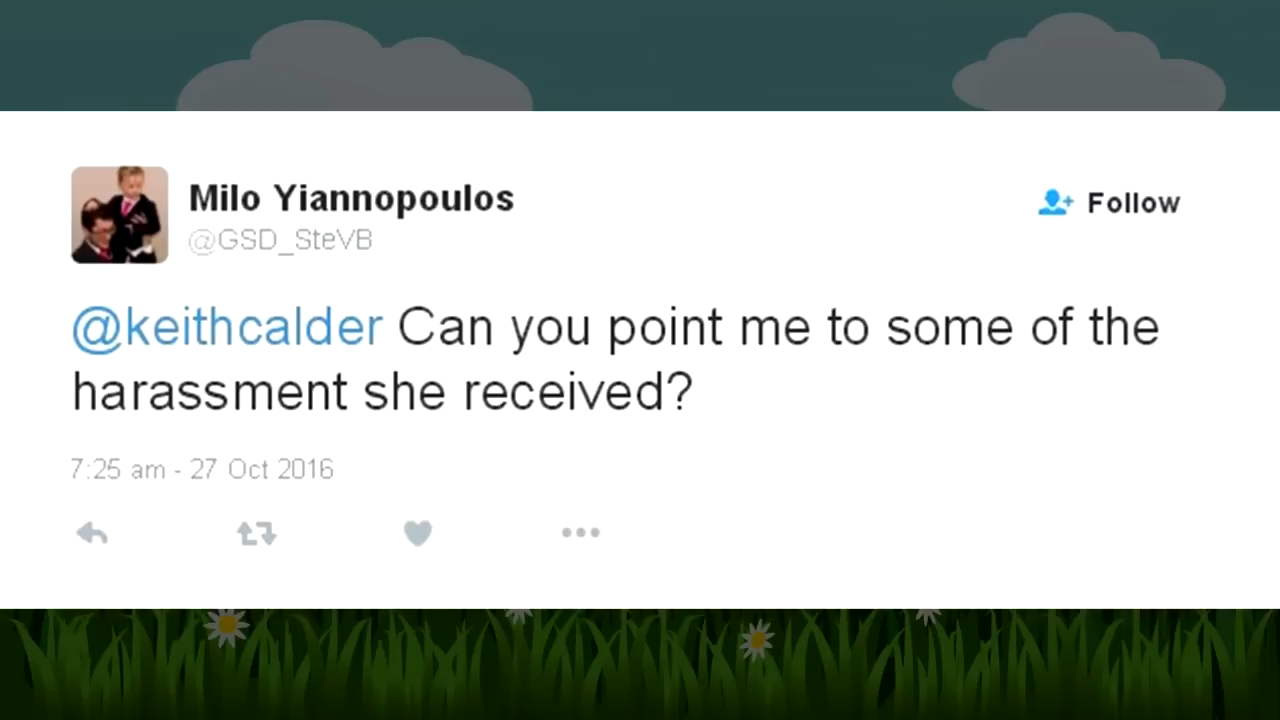 Milo Yiannopoulos
Follow
@GSD_SteVB
@keithcalder Can you point me to some of the
harassment she received?
7:25 am - 27 Oct 2016